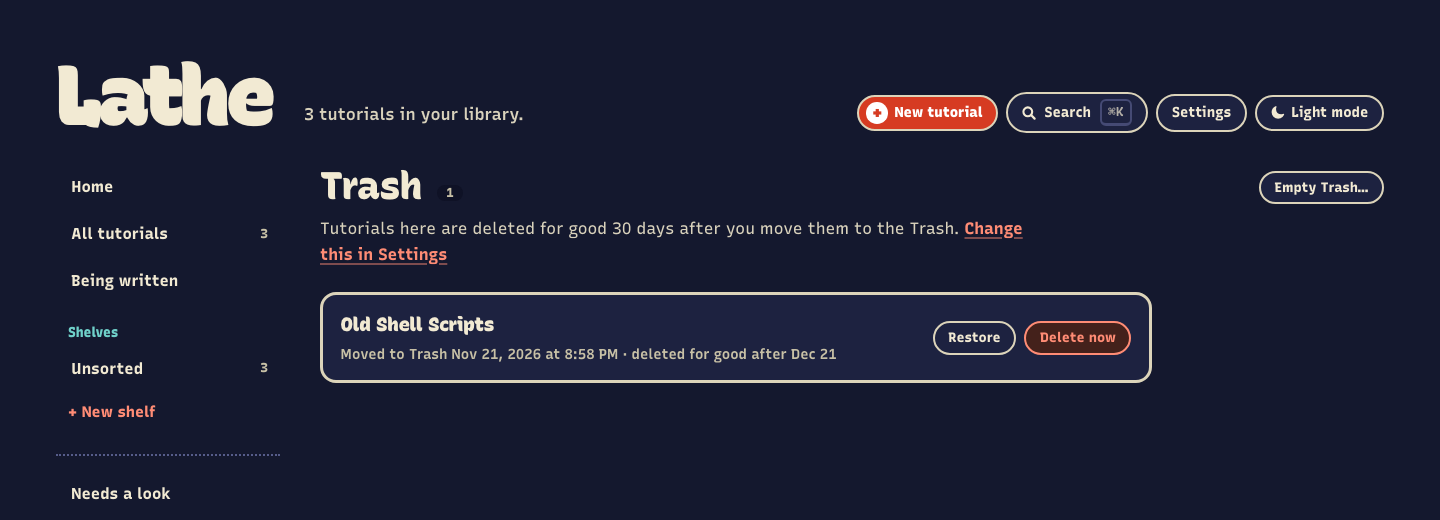 Lathe
3 tutorials in your library.
New tutorial
Search ⌘K
Settings
Light mode
Home
All tutorials 3
Being written
Shelves
Unsorted 3
+ New shelf
Needs a look
Trash 1
Empty Trash…
Tutorials here are deleted for good 30 days after you move them to the Trash. Change
this in Settings
Old Shell Scripts
Moved to Trash Nov 21, 2026 at 8:58 PM · deleted for good after Dec 21
Restore
Delete now